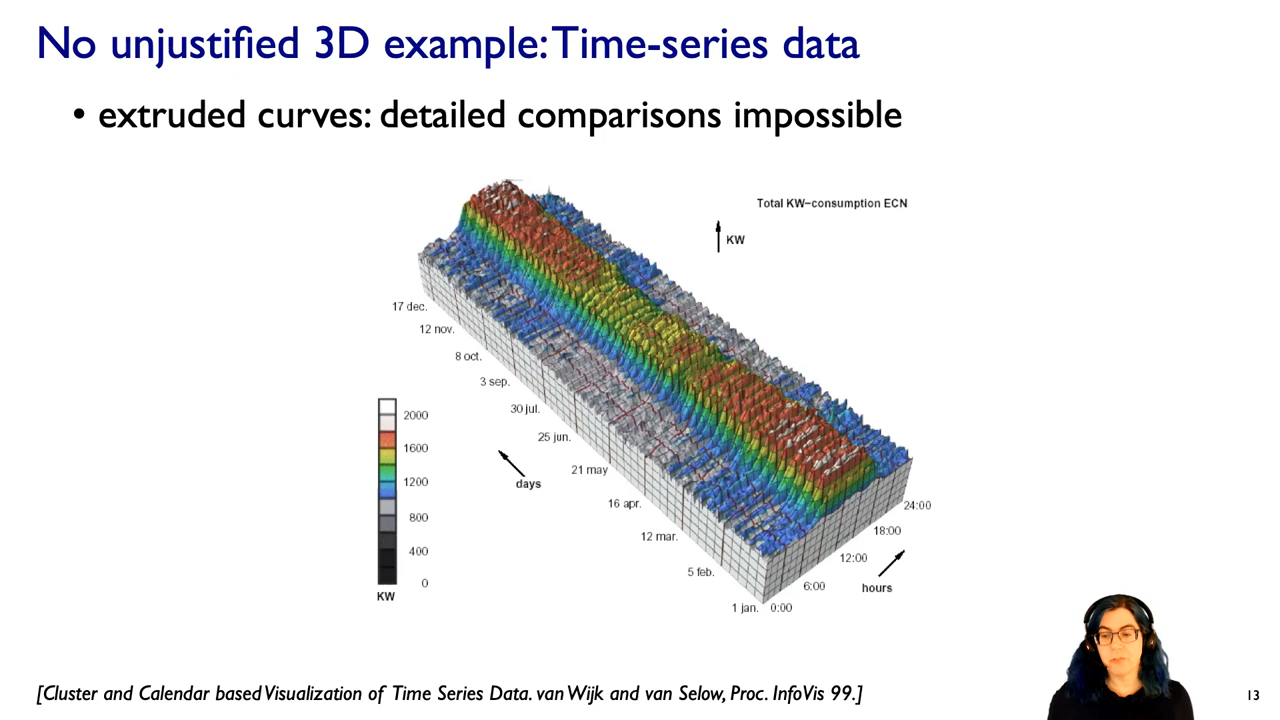 No unjustified 3D example: Time-series data
• extruded curves: detailed comparisons impossible
Total KW-consumption ECN
KW
17 dec.
12 nov.
8 oct.
3 sep.
30 jul.
25 jun.
21 may
16 apr.
12 mar.
5 feb.
1 jan.
days
0:00
6:00
12:00
18:00
24:00
hours
2000
1600
1200
800
400
0
KW
[Cluster and Calendar based Visualization of Time Series Data. van Wijk and van Selow, Proc. InfoVis 99.]
13